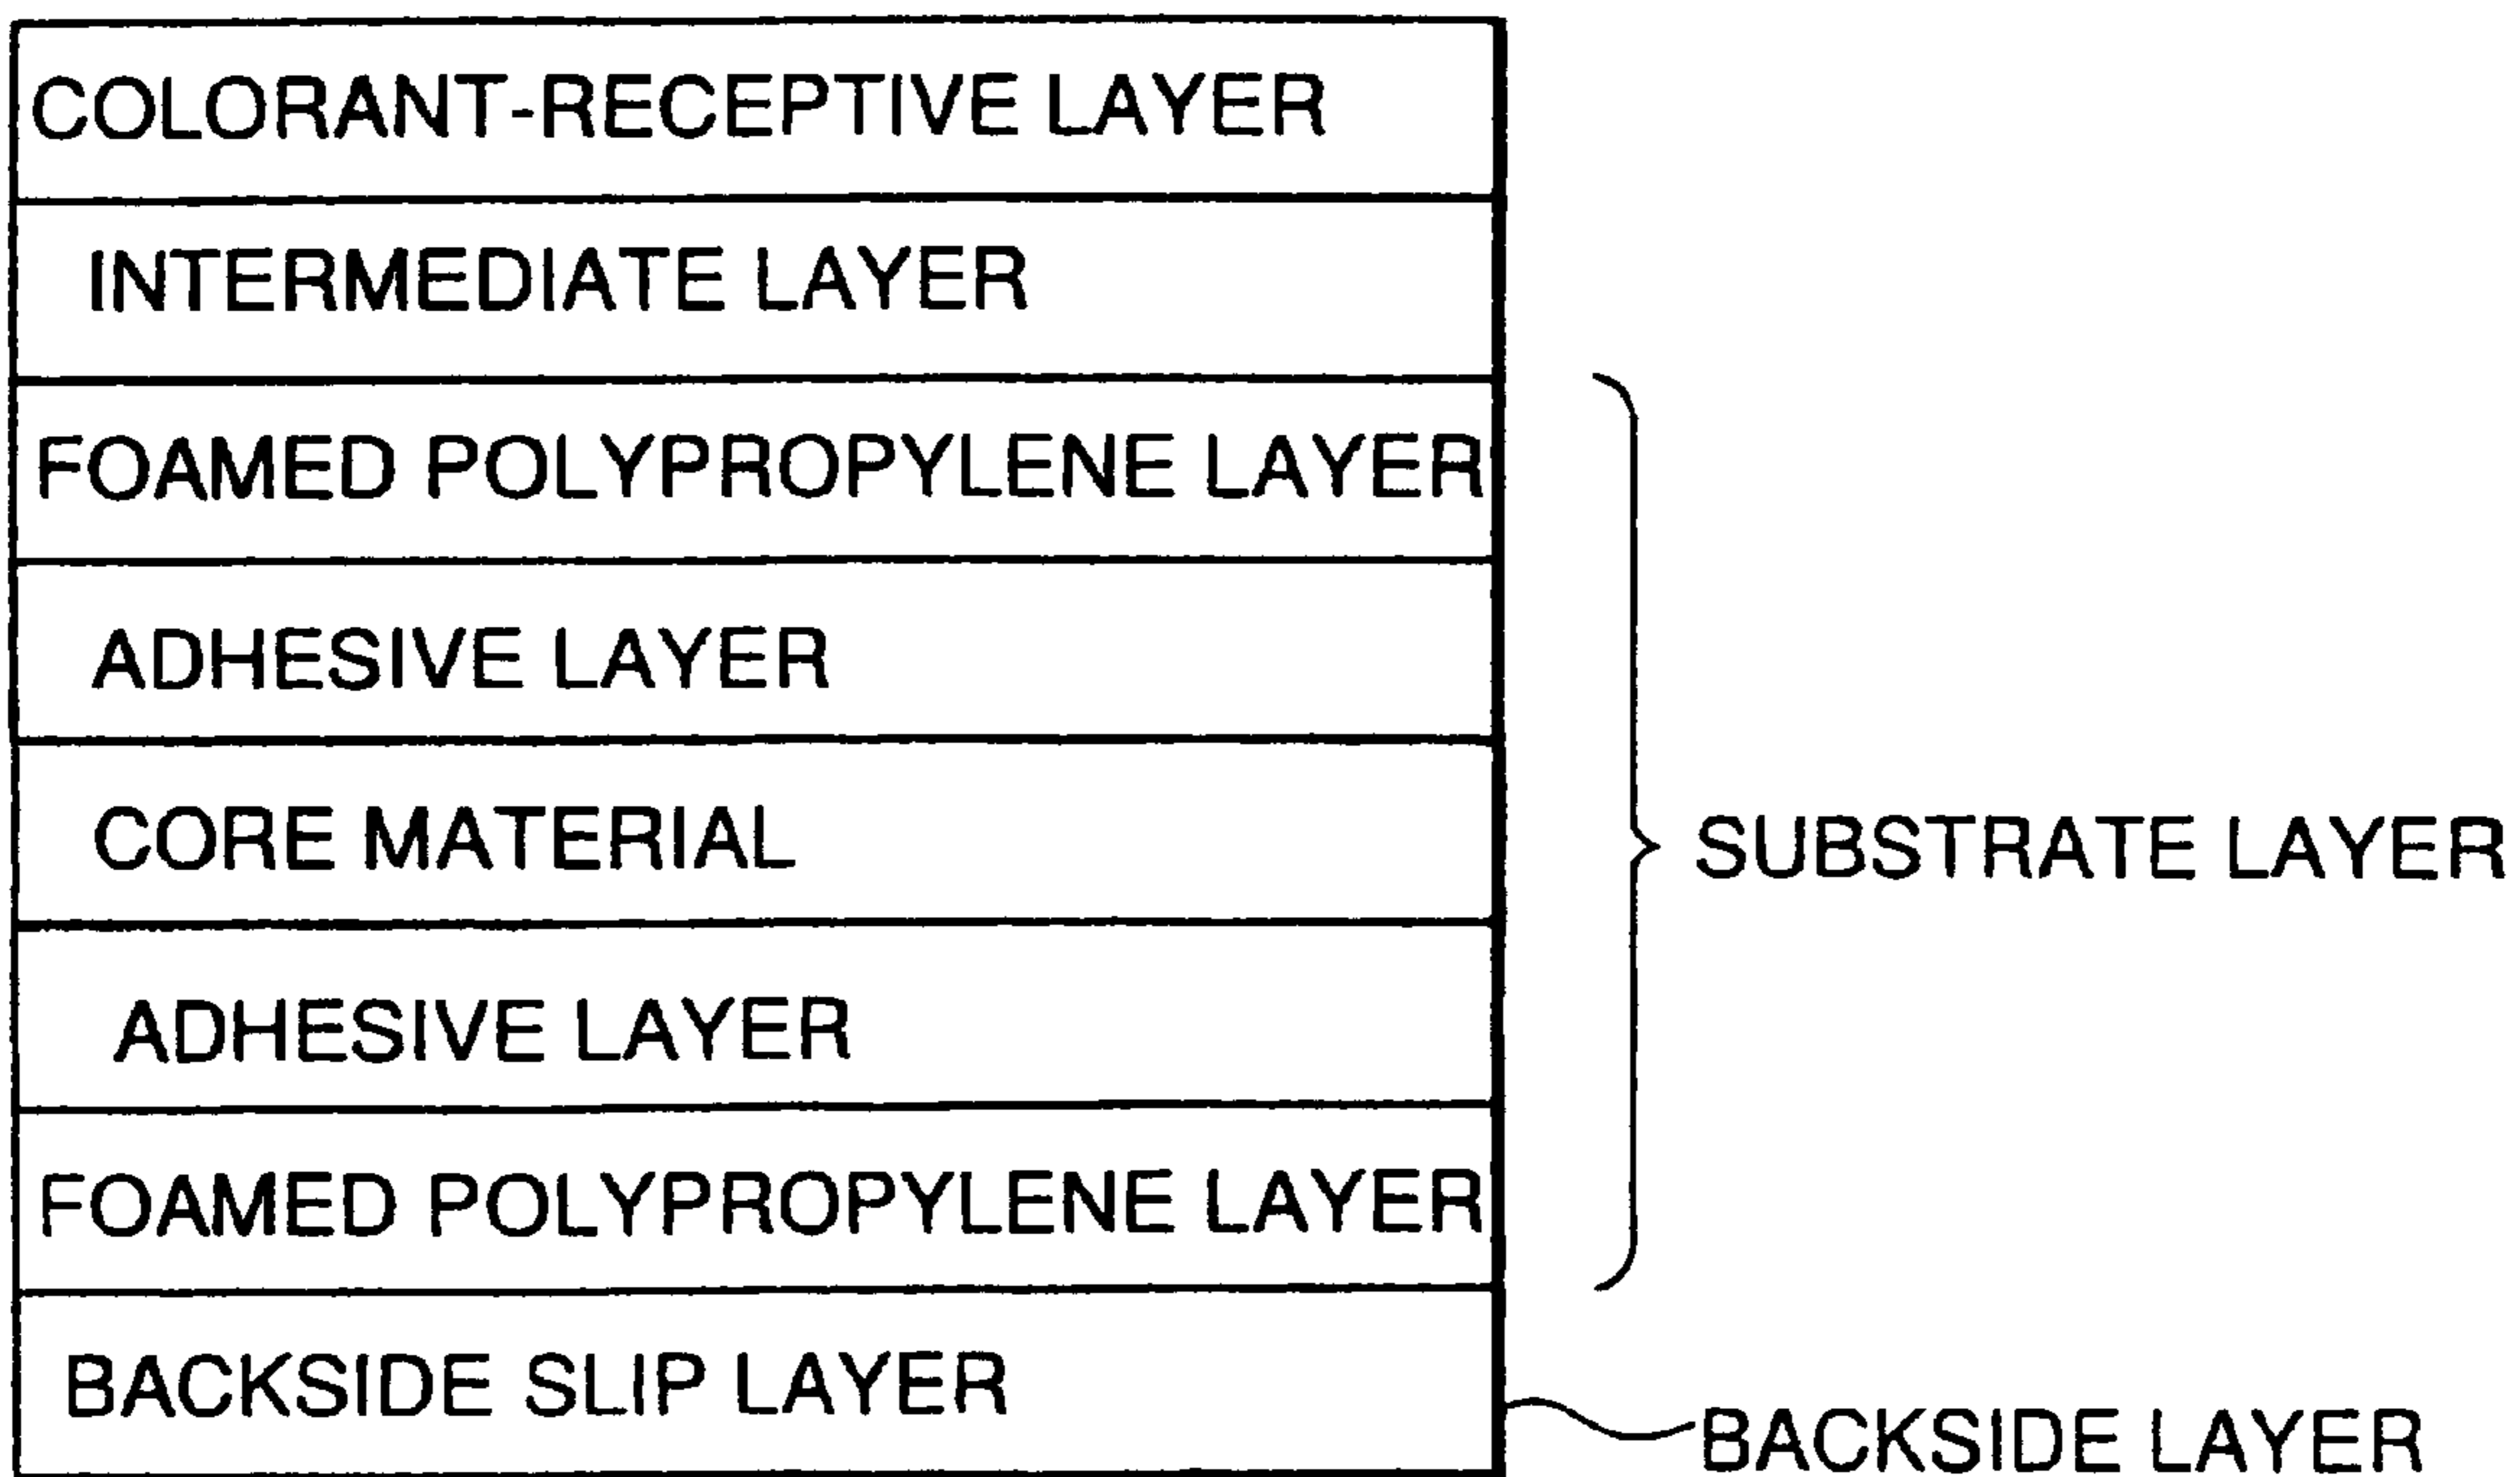 COLORANT-RECEPTIVE LAYER
INTERMEDIATE LAYER
FOAMED POLYPROPYLENE LAYER
ADHESIVE LAYER
CORE MATERIAL
SUBSTRATE LAYER
ADHESIVE LAYER
FOAMED POLYPROPYLENE LAYER
BACKSIDE SLIP LAYER
BACKSIDE LAYER